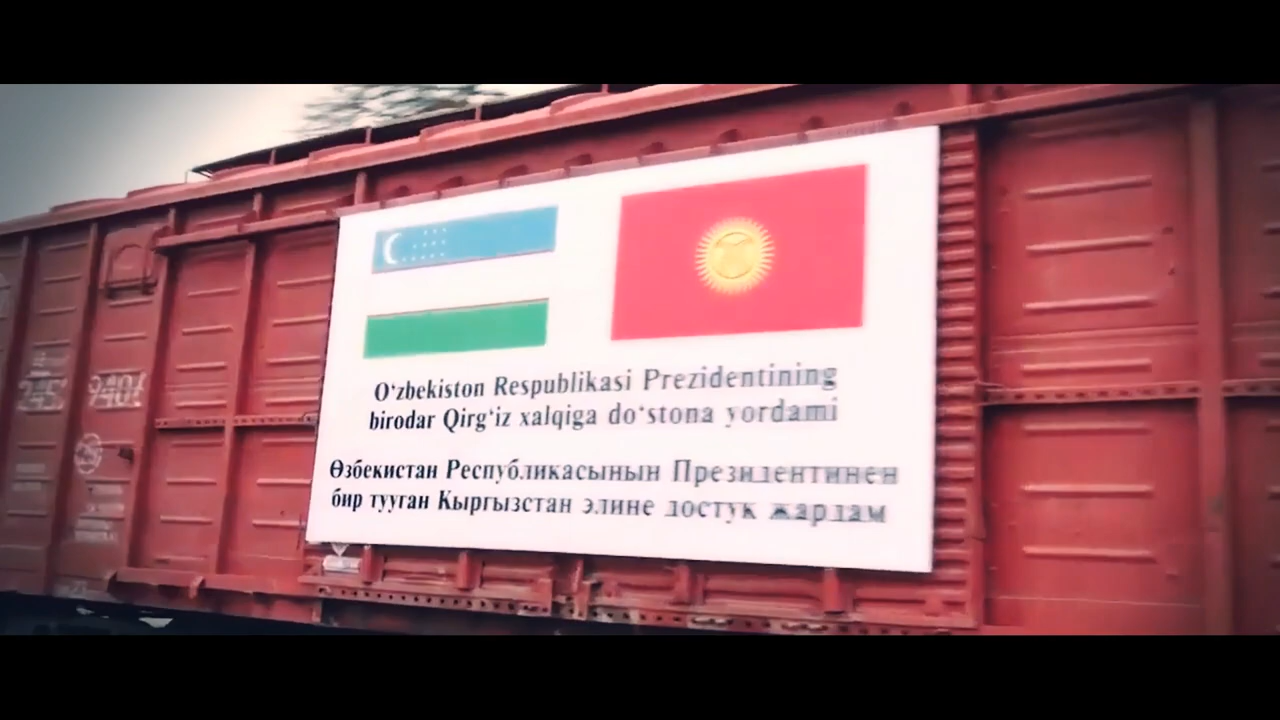 O‘zbekiston Respublikasi Prezidentining
birodar Qirg‘iz xalqiga do‘stona yordami
Өзбекистан Республикасынын Президентинен
бир тууган Кыргызстан элине достук жардам